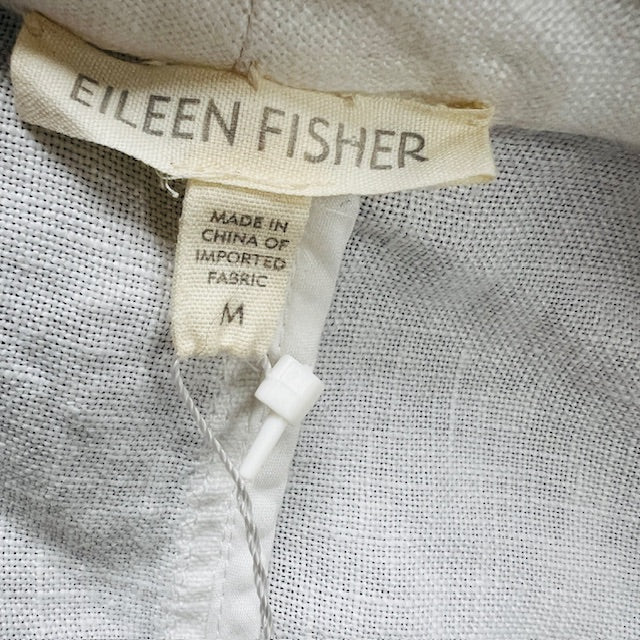 EILEEN FISHER
MADE IN
CHINA OF
IMPORTED
FABRIC
M